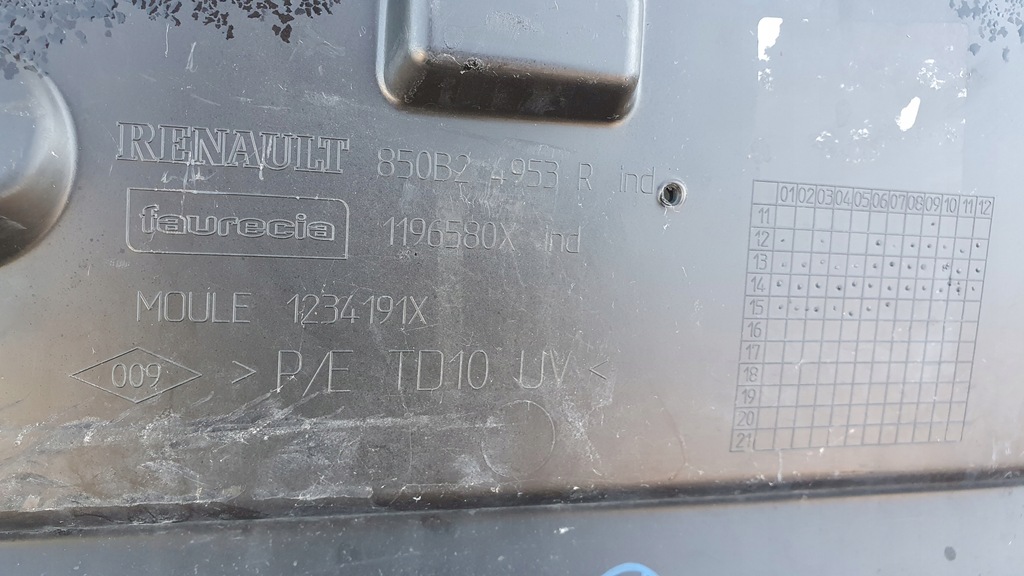 RENAULT 850B2 4953 R ind
faurecia 1196580X ind
MOULE 1234191X
009 >P/E TD10 UV<
01 02 03 04 05 06 07 08 09 10 11 12
11
12
13
14
15
16
17
18
19
20
21